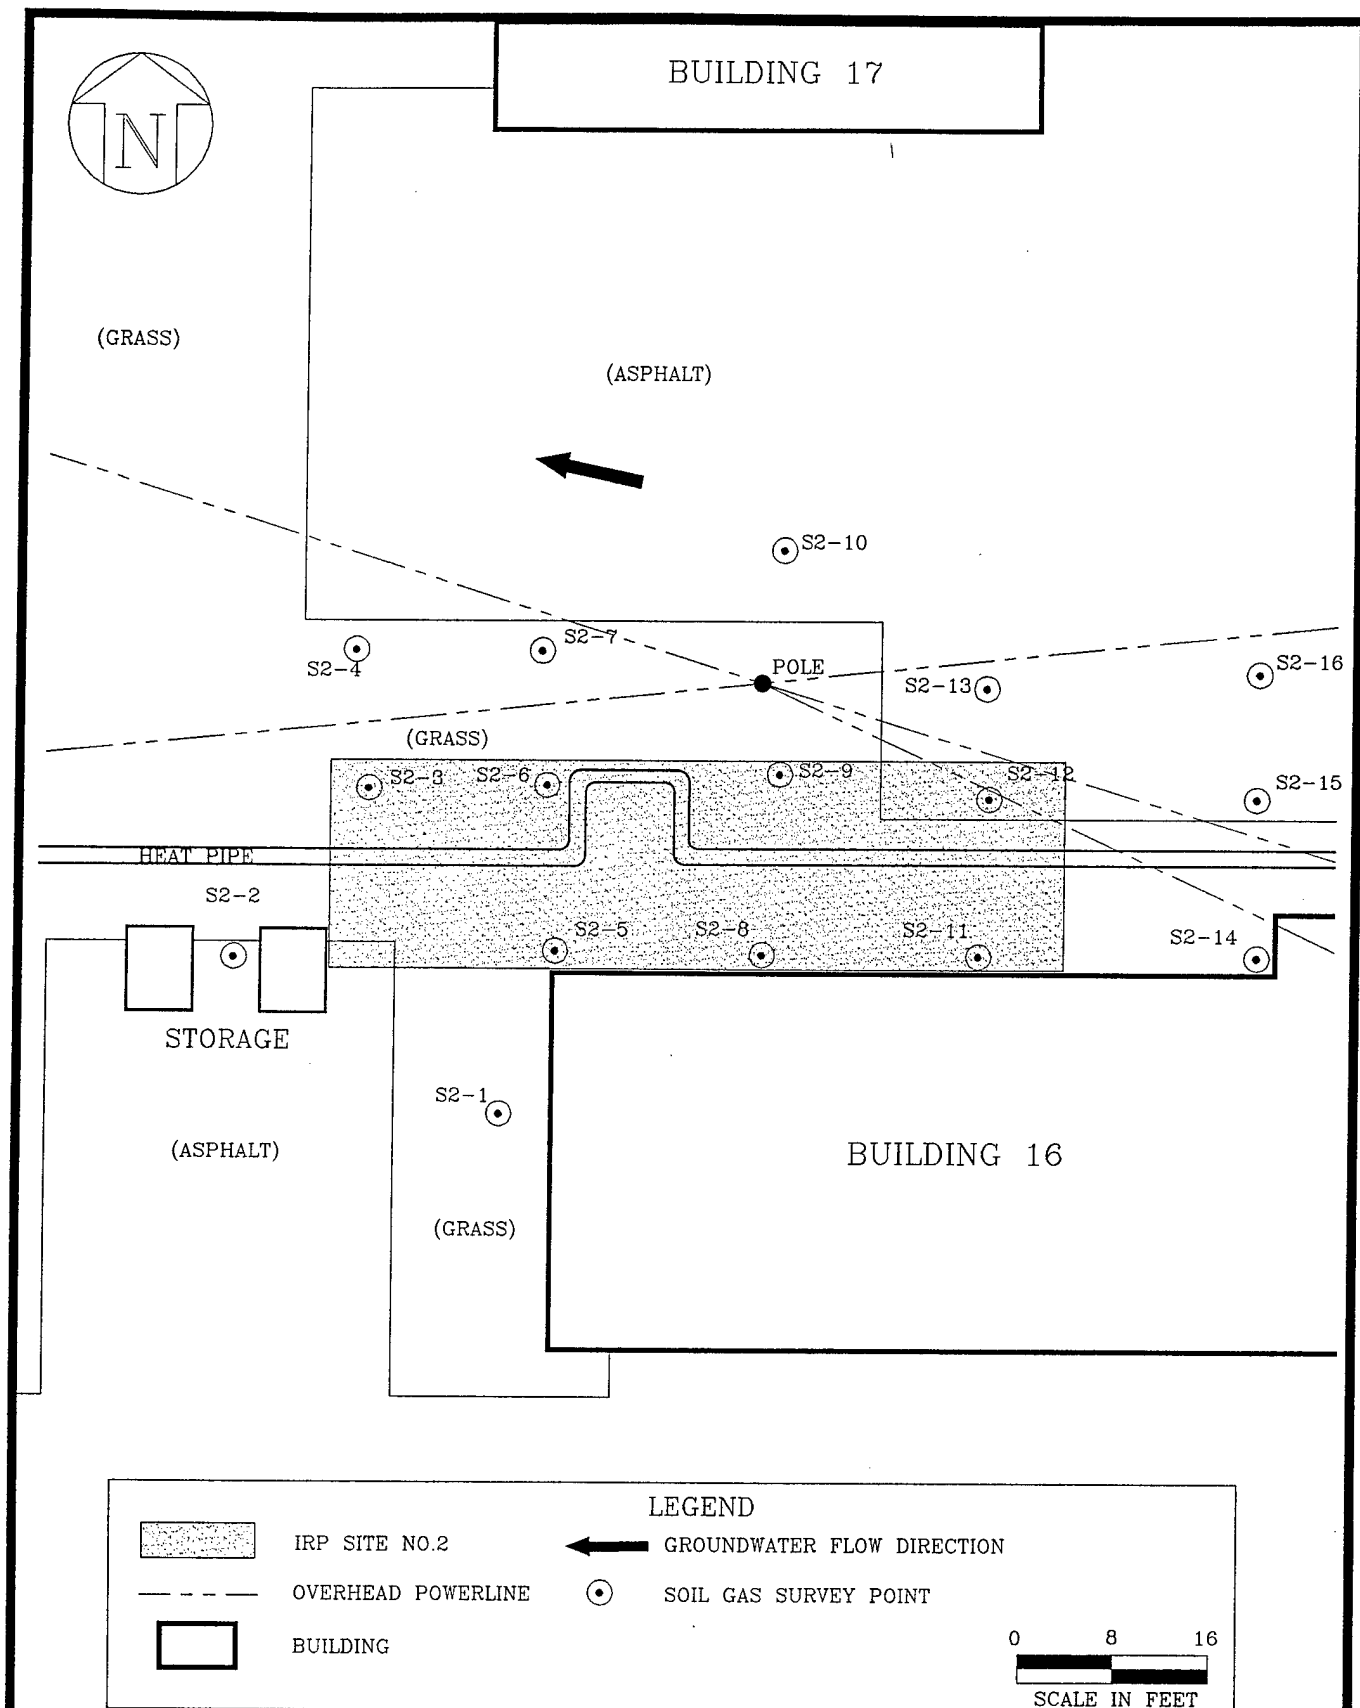 BUILDING 17
N
(GRASS)
(ASPHALT)
S2-10
S2-7
S2-4
POLE
S2-16
S2-13
(GRASS)
S2-3
S2-6
S2-9
S2-12
S2-15
HEAT PIPE
S2-2
S2-5
S2-8
S2-11
S2-14
STORAGE
S2-1
(ASPHALT)
BUILDING 16
(GRASS)
LEGEND
IRP SITE NO.2
GROUNDWATER FLOW DIRECTION
OVERHEAD POWERLINE
SOIL GAS SURVEY POINT
BUILDING
0 8 16
SCALE IN FEET